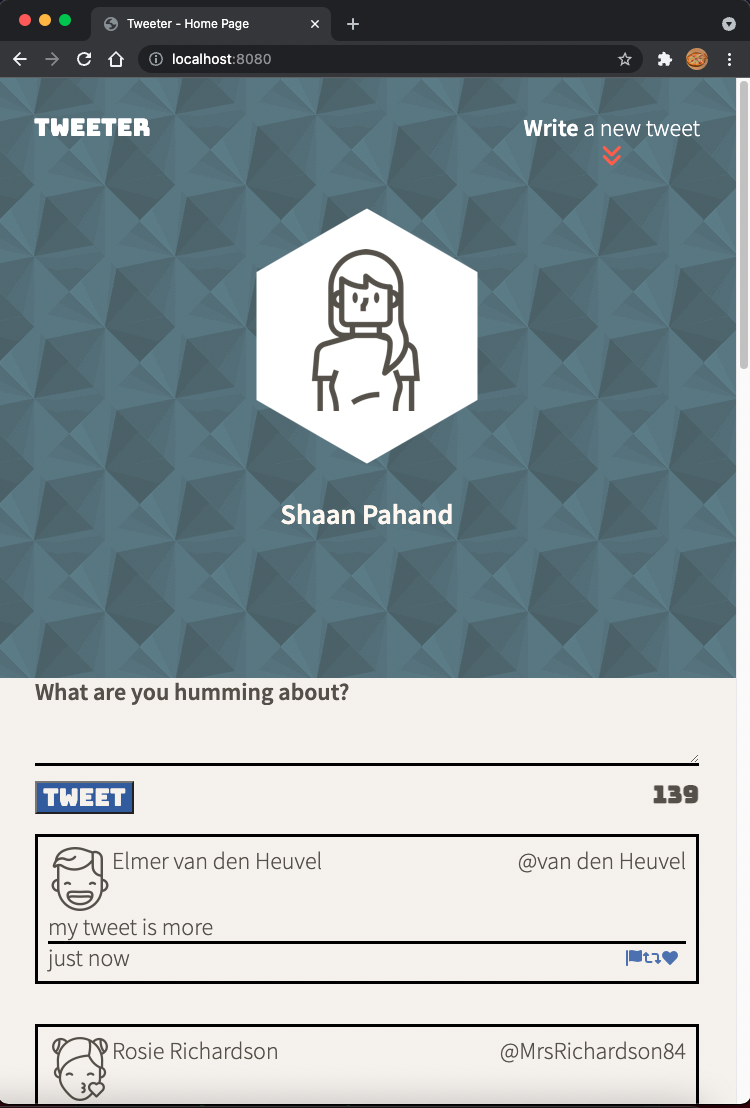 Tweeter - Home Page
localhost:8080
TWEETER
Write a new tweet
Shaan Pahand
What are you humming about?
TWEET
139
Elmer van den Heuvel @van den Heuvel
my tweet is more
just now
Rosie Richardson @MrsRichardson84